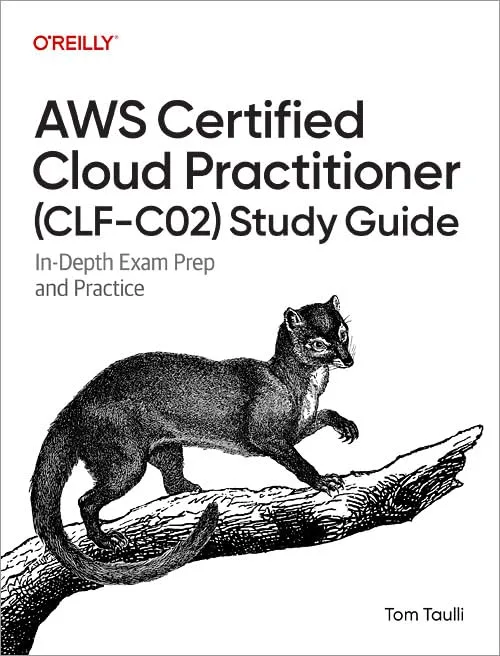 O'REILLY®
AWS Certified
Cloud Practitioner
(CLF-C02) Study Guide
In-Depth Exam Prep
and Practice
Tom Taulli